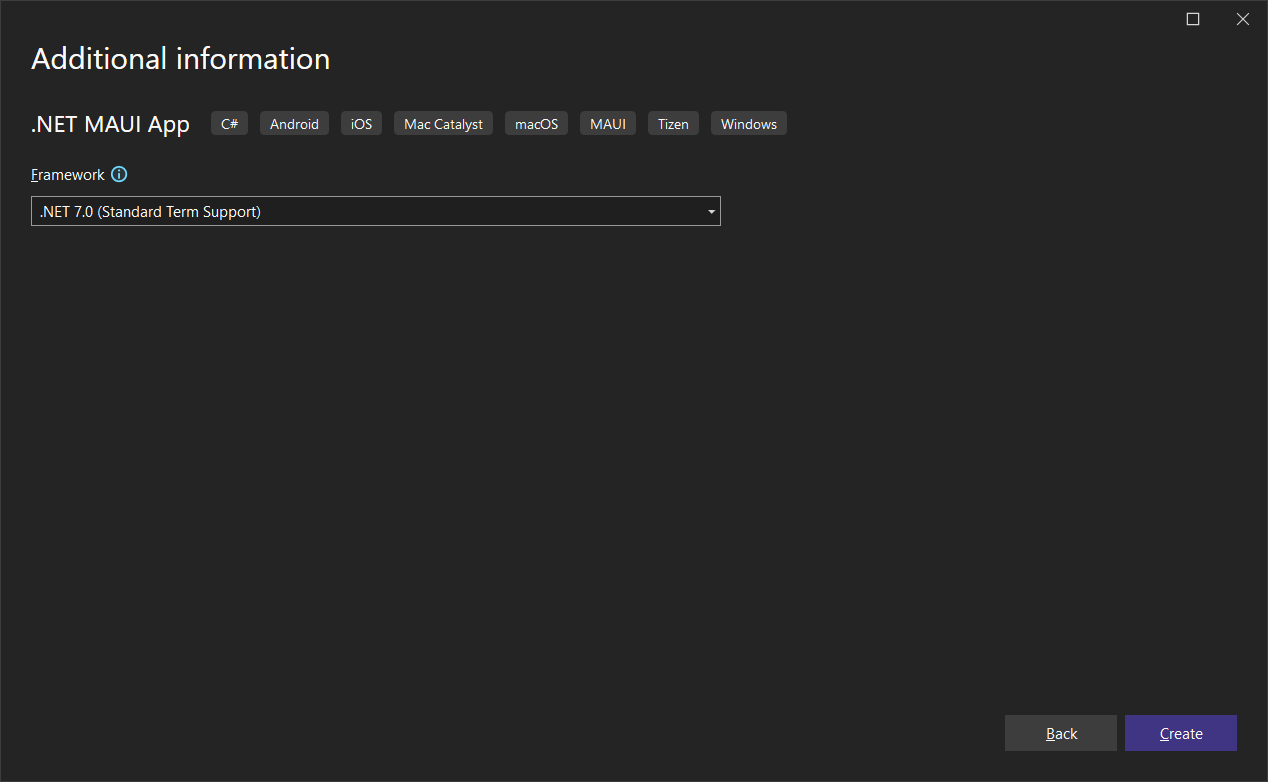 Additional information
.NET MAUI App C# Android iOS Mac Catalyst macOS MAUI Tizen Windows
Framework
.NET 7.0 (Standard Term Support)
Back Create